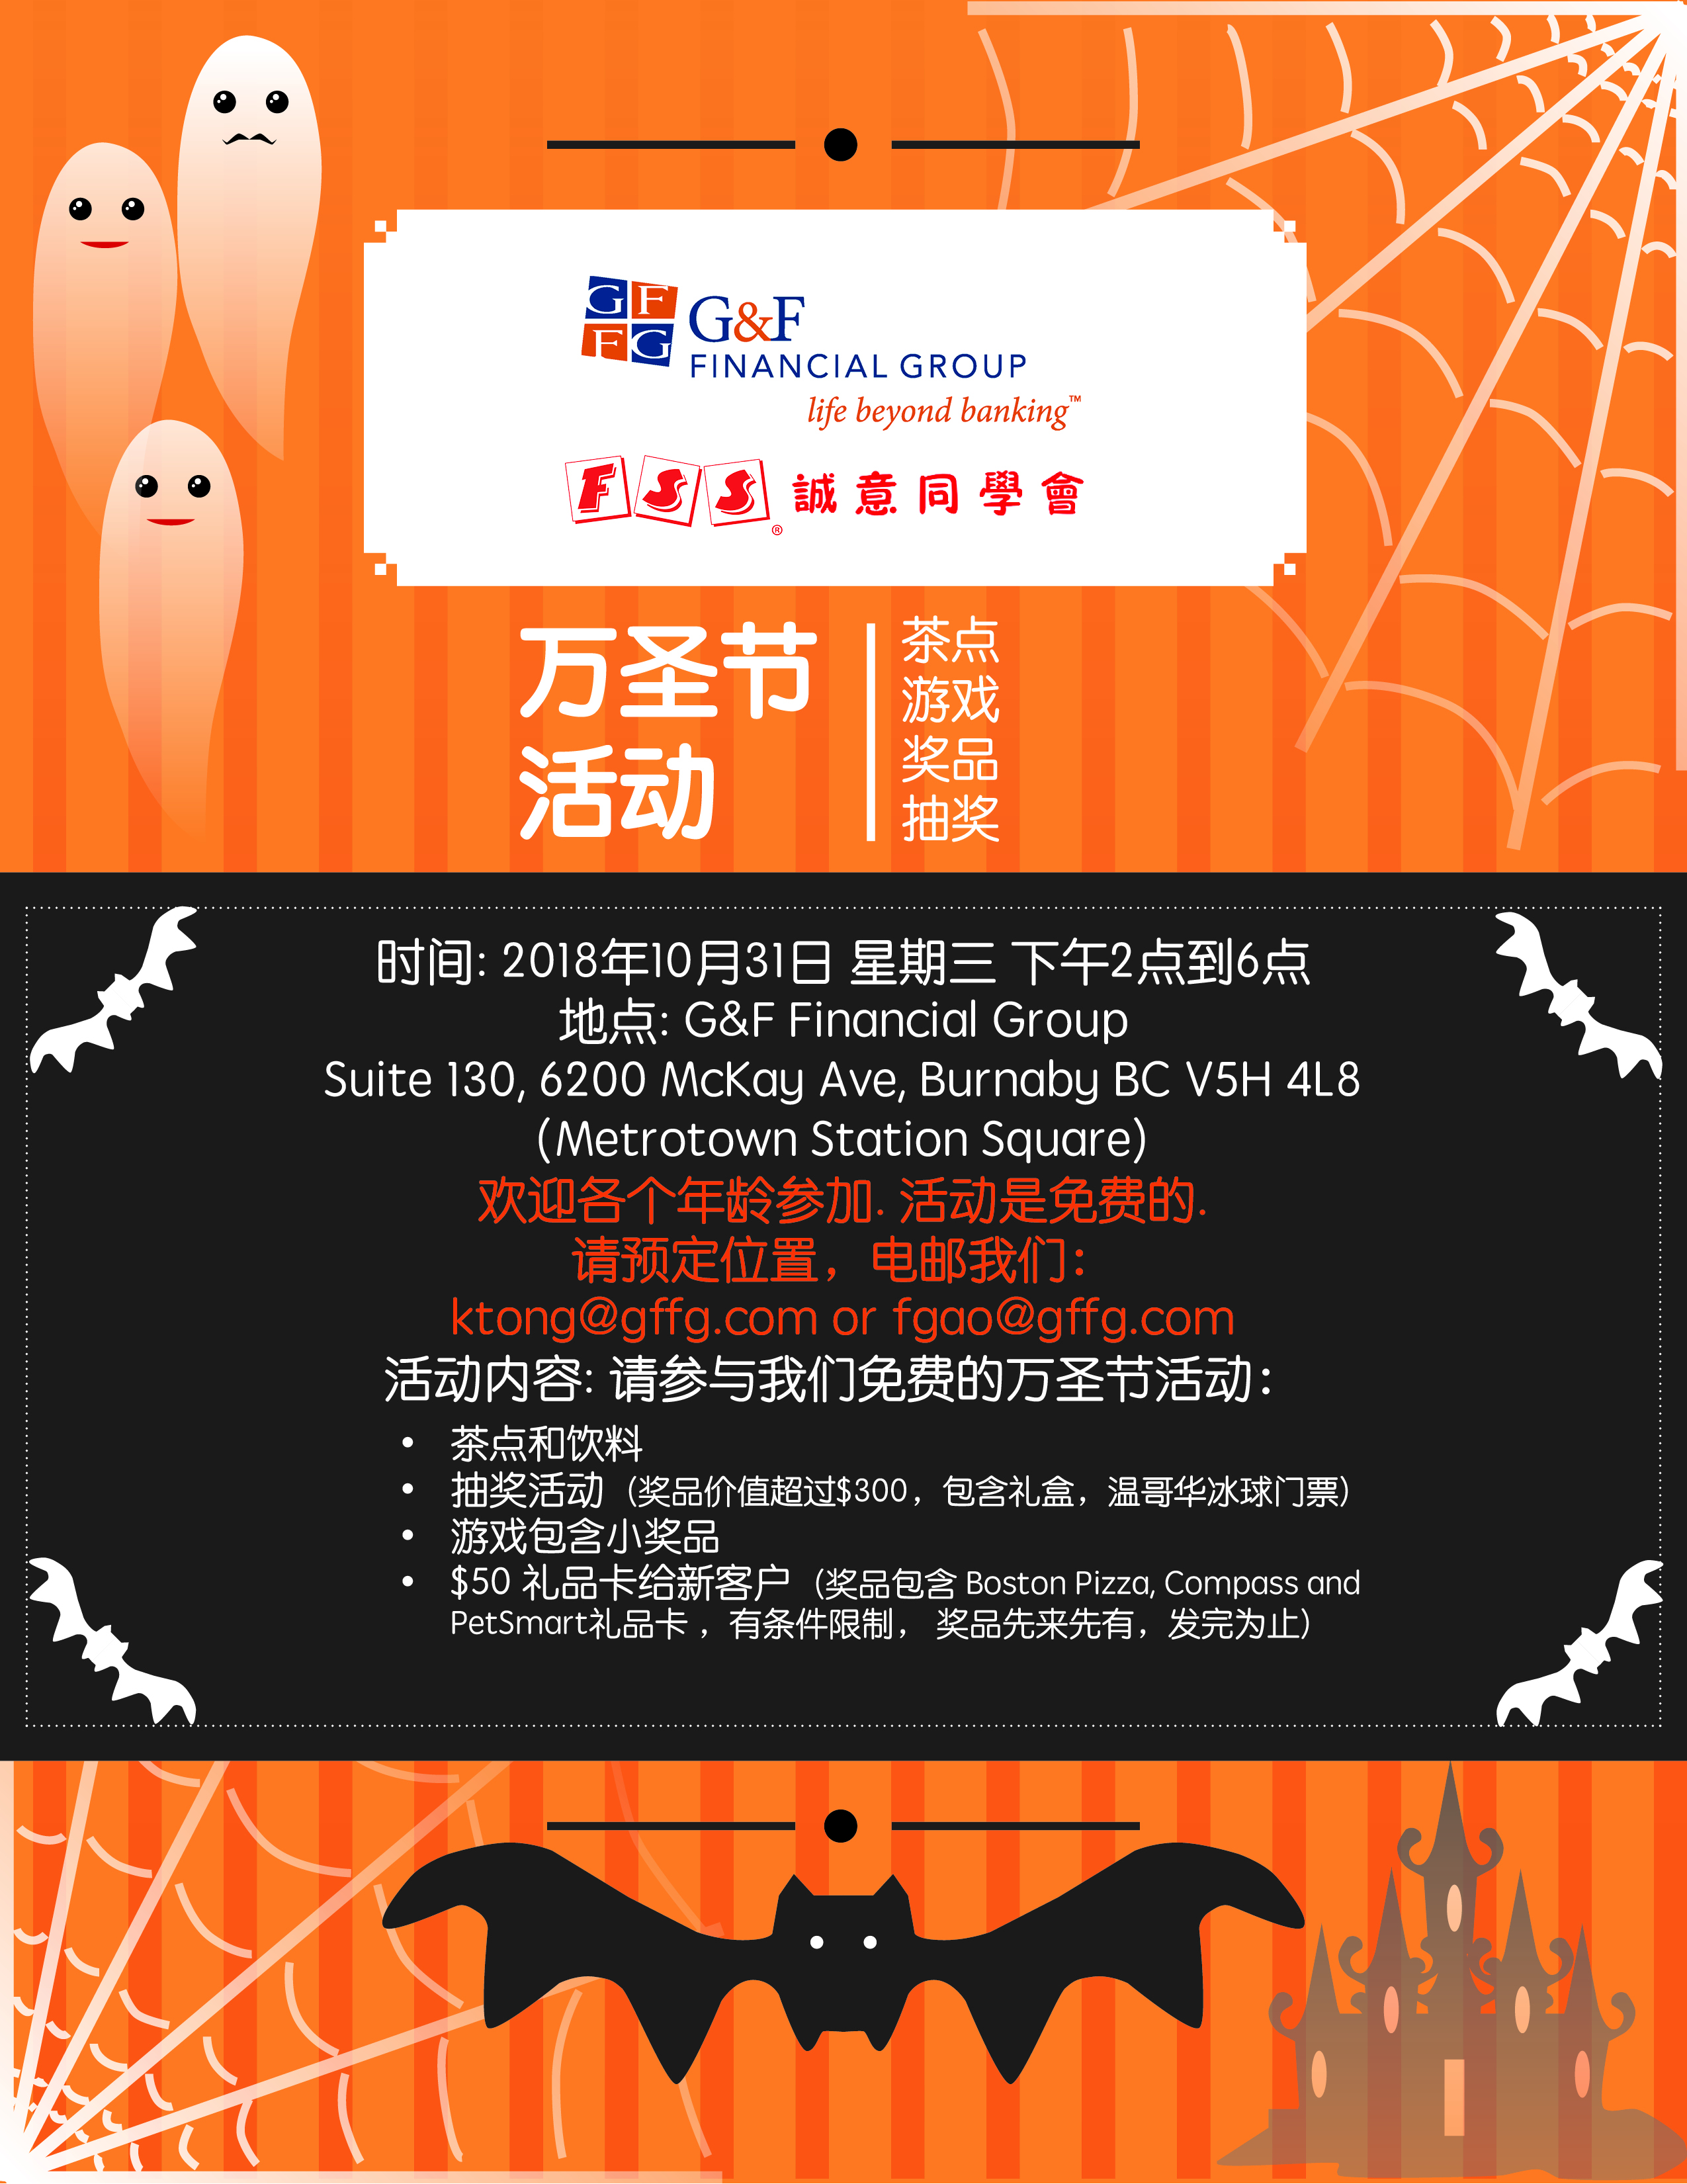 GF
FG
G&F
FINANCIAL GROUP
life beyond banking™
FSS® 誠意同學會
万圣节
活动
茶点
游戏
奖品
抽奖
时间: 2018年10月31日 星期三 下午2点到6点
地点: G&F Financial Group
Suite 130, 6200 McKay Ave, Burnaby BC V5H 4L8
(Metrotown Station Square)
欢迎各个年龄参加. 活动是免费的.
请预定位置，电邮我们：
ktong@gffg.com or fgao@gffg.com
活动内容: 请参与我们免费的万圣节活动：
• 茶点和饮料
• 抽奖活动（奖品价值超过$300，包含礼盒，温哥华冰球门票）
• 游戏包含小奖品
• $50 礼品卡给新客户（奖品包含 Boston Pizza, Compass and
PetSmart礼品卡，有条件限制， 奖品先来先有，发完为止）